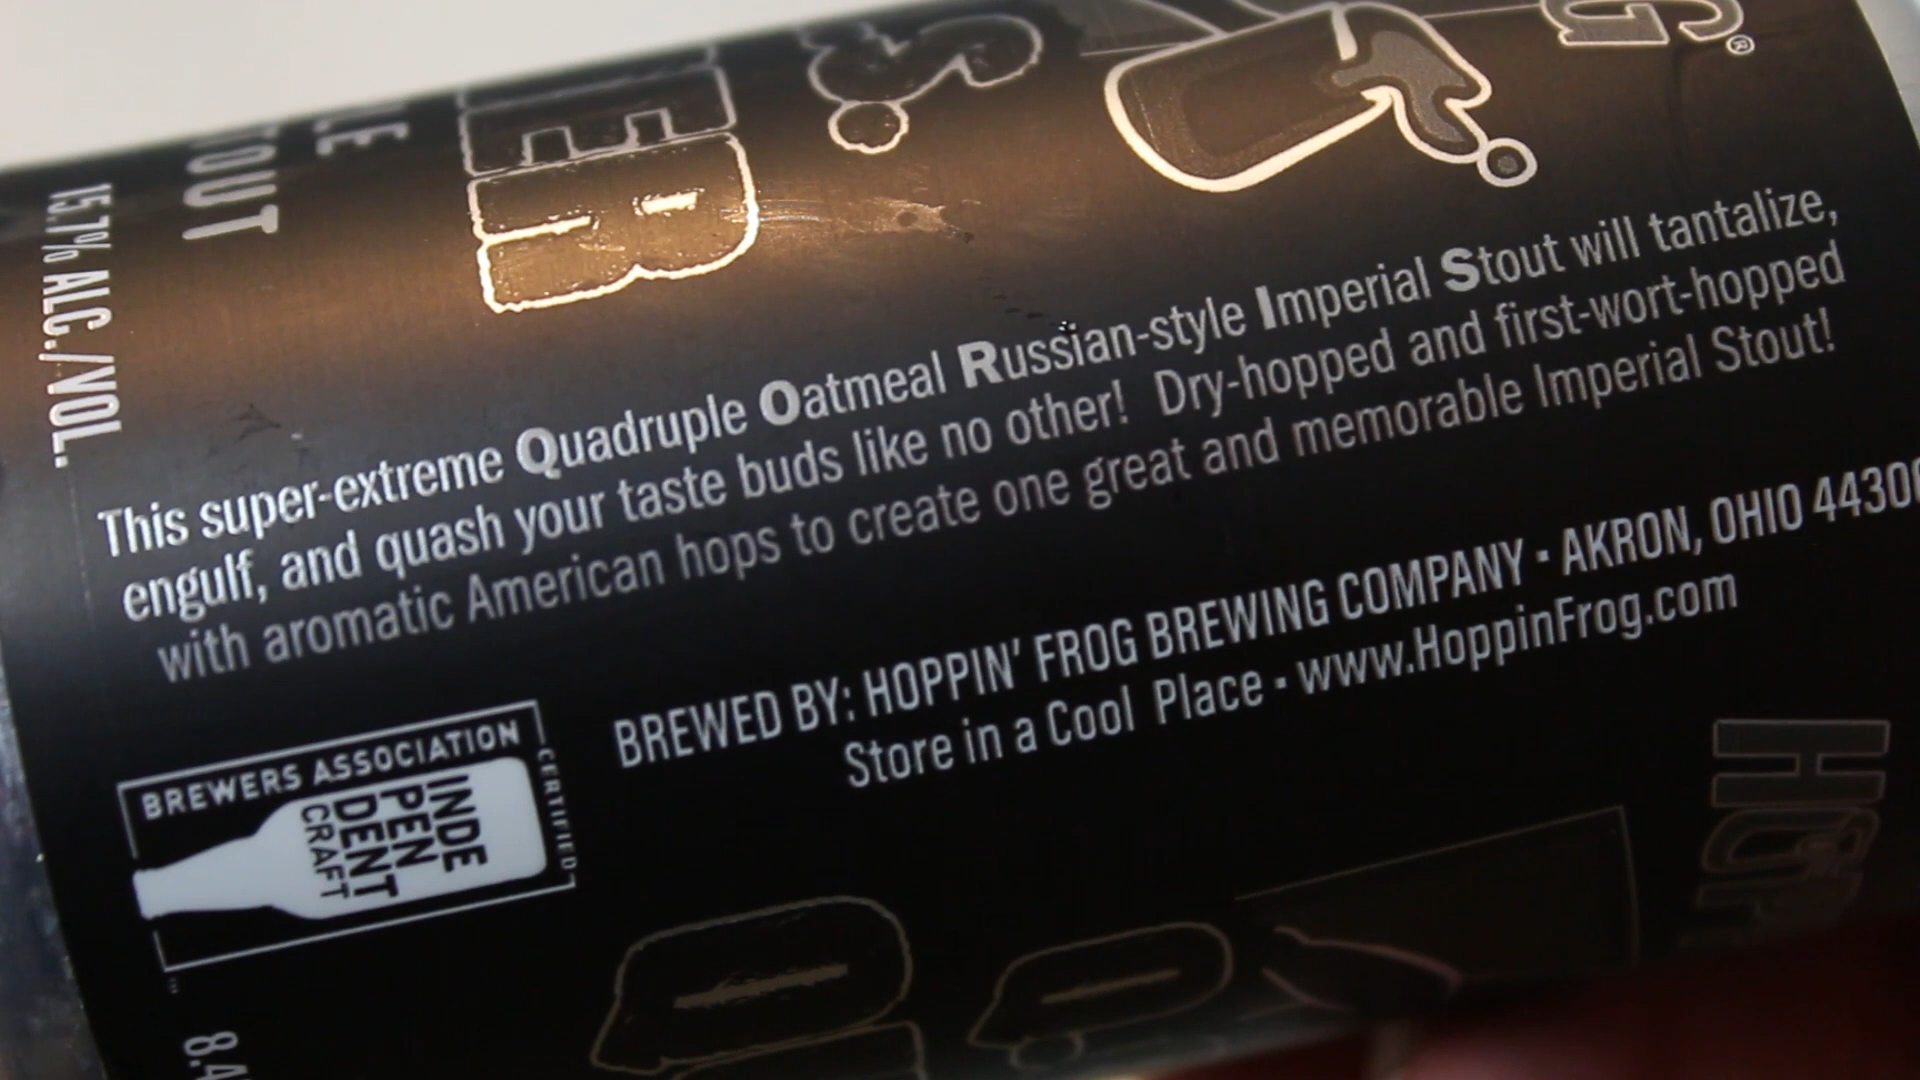 G®
S.
ER
OUT
15.7% ALC./VOL.
This super-extreme Quadruple Oatmeal Russian-style Imperial Stout will tantalize,
engulf, and quash your taste buds like no other! Dry-hopped and first-wort-hopped
with aromatic American hops to create one great and memorable Imperial Stout!
BREWED BY: HOPPIN' FROG BREWING COMPANY • AKRON, OHIO
Store in a Cool Place • www.HoppinFrog.com
BREWERS ASSOCIATION
CERTIFIED
INDE
PEN
DENT
CRAFT
8.4